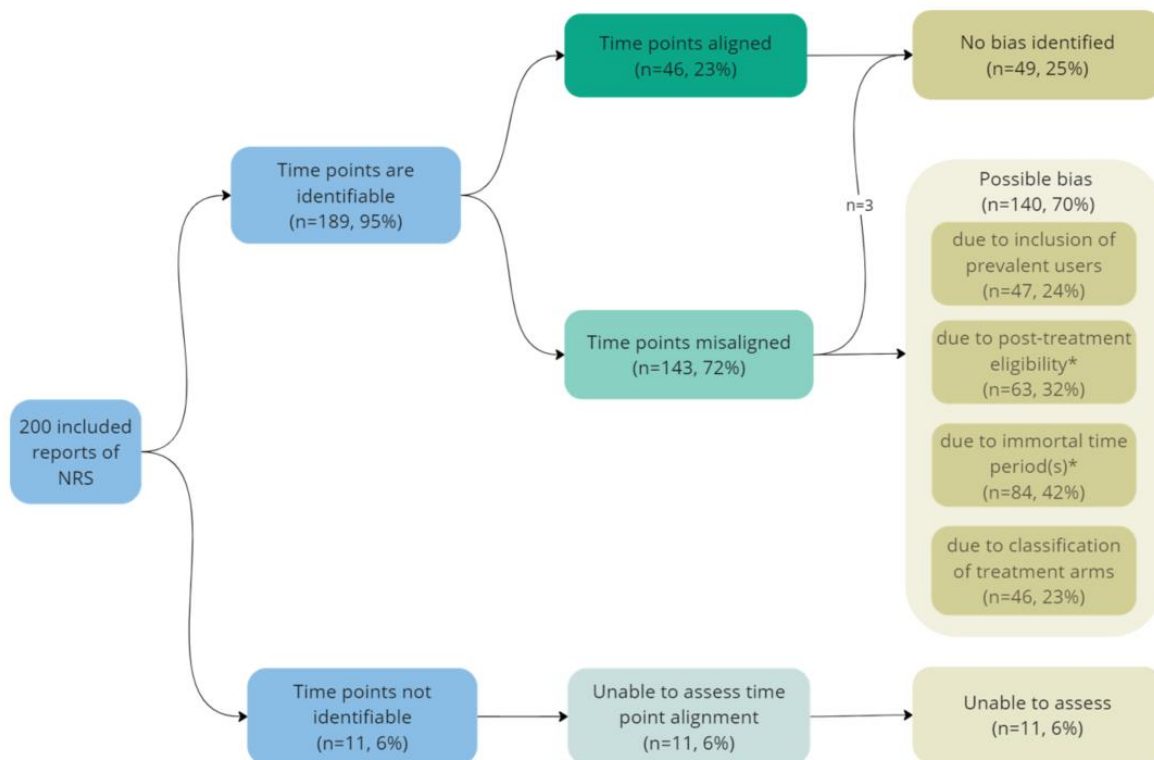 200 included
reports of
NRS
Time points are
identifiable
(n=189, 95%)
Time points not
identifiable
(n=11, 6%)
Time points aligned
(n=46, 23%)
Time points misaligned
(n=143, 72%)
Unable to assess time
point alignment
(n=11, 6%)
n=3
No bias identified
(n=49, 25%)
Possible bias
(n=140, 70%)
due to inclusion of
prevalent users
(n=47, 24%)
due to post-treatment
eligibility*
(n=63, 32%)
due to immortal time
period(s)*
(n=84, 42%)
due to classification
of treatment arms
(n=46, 23%)
Unable to assess
(n=11, 6%)